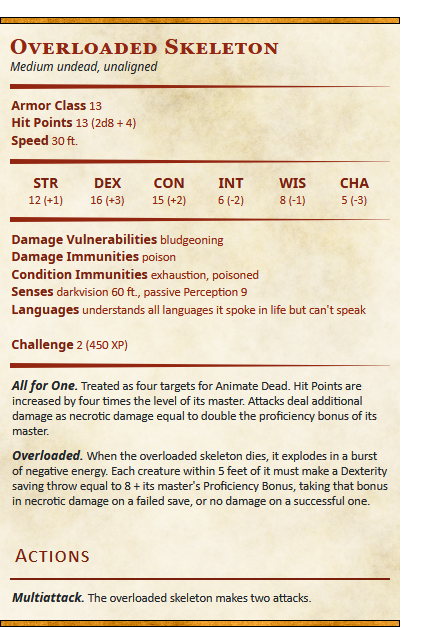 Overloaded Skeleton
Medium undead, unaligned
Armor Class 13
Hit Points 13 (2d8 + 4)
Speed 30 ft.
STR DEX CON INT WIS CHA
12 (+1) 16 (+3) 15 (+2) 6 (-2) 8 (-1) 5 (-3)
Damage Vulnerabilities bludgeoning
Damage Immunities poison
Condition Immunities exhaustion, poisoned
Senses darkvision 60 ft., passive Perception 9
Languages understands all languages it spoke in life but can't speak
Challenge 2 (450 XP)
All for One. Treated as four targets for Animate Dead. Hit Points are
increased by four times the level of its master. Attacks deal additional
damage as necrotic damage equal to double the proficiency bonus of its
master.
Overloaded. When the overloaded skeleton dies, it explodes in a burst
of negative energy. Each creature within 5 feet of it must make a Dexterity
saving throw equal to 8 + its master's Proficiency Bonus, taking that bonus
in necrotic damage on a failed save, or no damage on a successful one.
Actions
Multiattack. The overloaded skeleton makes two attacks.